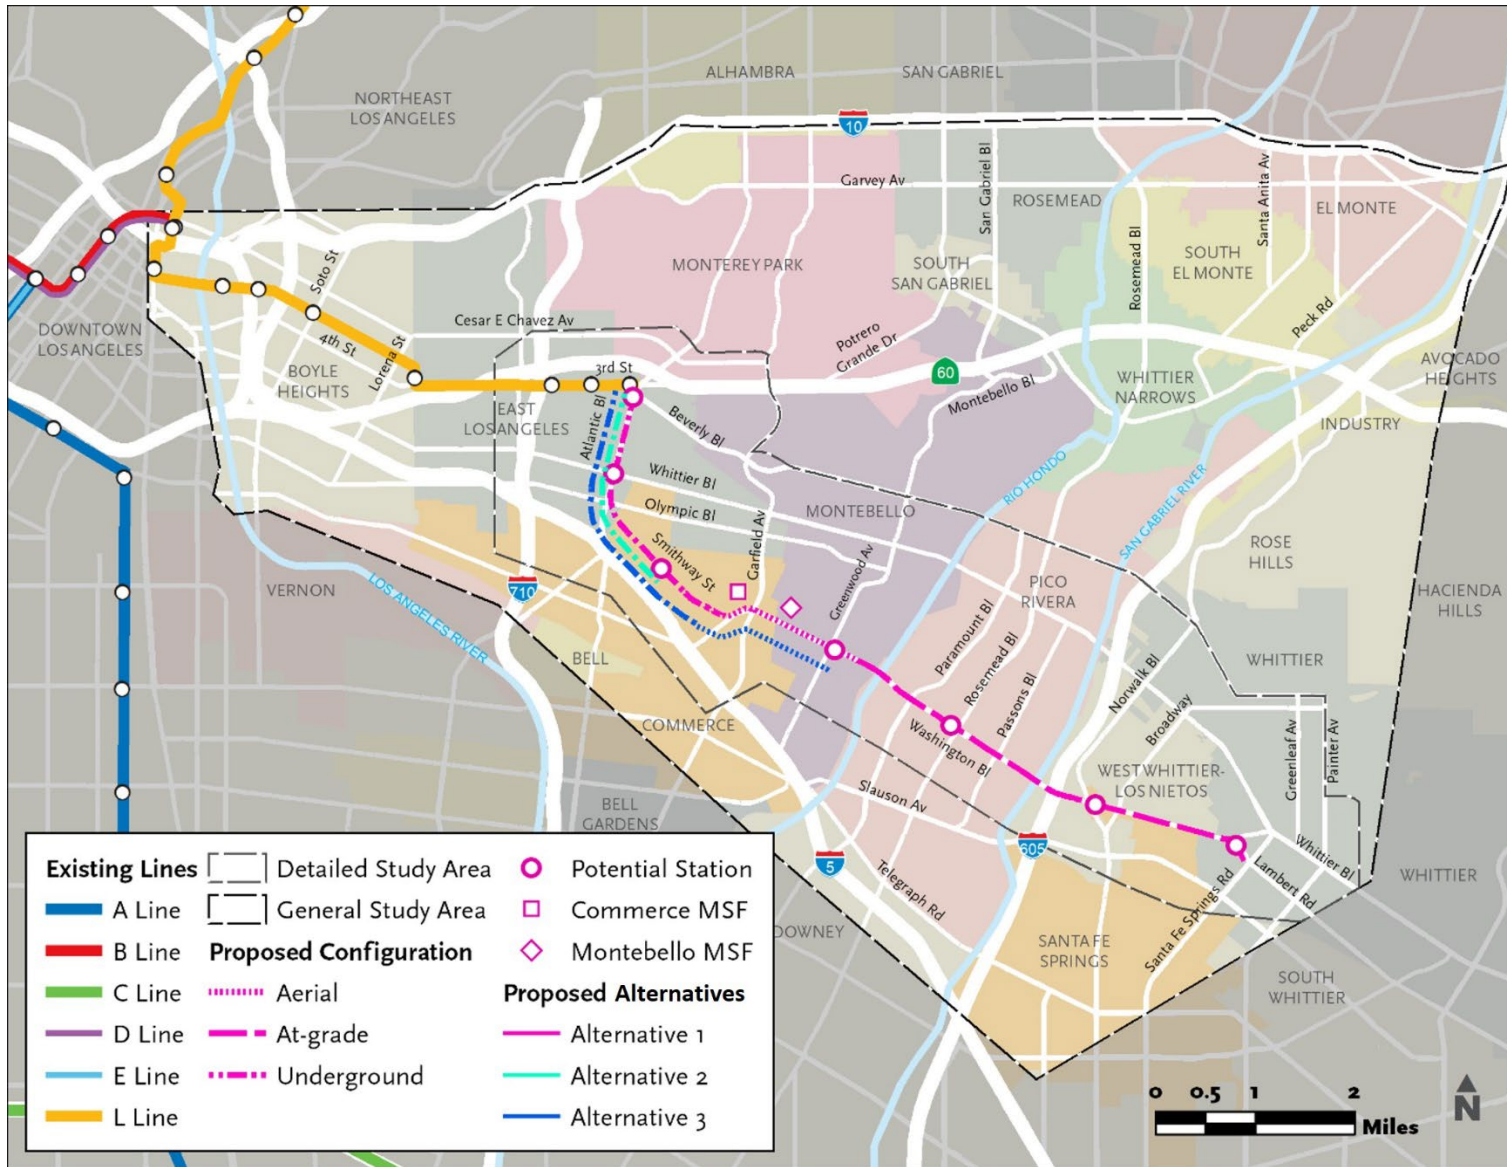 ALHAMBRA
SAN GABRIEL
NORTHEAST
LOS ANGELES
10
Garvey Av
San Gabriel Bl
ROSEMEAD
Santa Anita Av
EL MONTE
Rosemead Bl
SOUTH
EL MONTE
MONTEREY PARK
SOUTH
SAN GABRIEL
Soto St
Peck Rd
DOWNTOWN
LOS ANGELES
Cesar E Chavez Av
4th St
Lorena St
Potrero
Grande Dr
AVOCADO
HEIGHTS
BOYLE
HEIGHTS
3rd St
60
Montebello Bl
WHITTIER
NARROWS
EAST
LOS ANGELES
Atlantic Bl
Beverly Bl
INDUSTRY
Whittier Bl
RIO HONDO
SAN GABRIEL RIVER
Olympic Bl
MONTEBELLO
Garfield Av
ROSE
HILLS
Smithway St
Greenwood Av
VERNON
LOS ANGELES RIVER
710
PICO
RIVERA
HACIENDA
HILLS
Paramount Bl
Rosemead Bl
Passons Bl
BELL
WHITTIER
Norwalk Bl
Broadway
COMMERCE
Washington Bl
Greenleaf Av
Painter Av
WEST WHITTIER-
LOS NIETOS
Slauson Av
BELL
GARDENS
605
5
Whittier Bl
Lambert Rd
WHITTIER
Telegraph Rd
Santa Fe Springs Rd
DOWNEY
SANTA FE
SPRINGS
SOUTH
WHITTIER
Existing Lines
A Line
B Line
C Line
D Line
E Line
L Line
Detailed Study Area
General Study Area
Proposed Configuration
Aerial
At-grade
Underground
Potential Station
Commerce MSF
Montebello MSF
Proposed Alternatives
Alternative 1
Alternative 2
Alternative 3
0 0.5 1 2
Miles
N